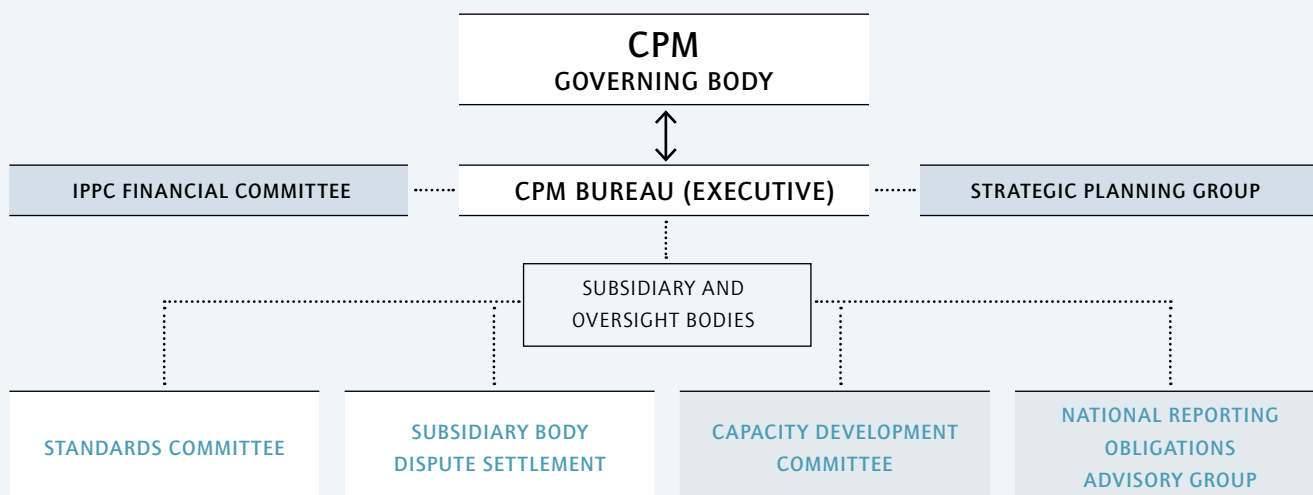 CPM
GOVERNING BODY
IPPC FINANCIAL COMMITTEE
CPM BUREAU (EXECUTIVE)
STRATEGIC PLANNING GROUP
SUBSIDIARY AND
OVERSIGHT BODIES
STANDARDS COMMITTEE
SUBSIDIARY BODY
DISPUTE SETTLEMENT
CAPACITY DEVELOPMENT
COMMITTEE
NATIONAL REPORTING
OBLIGATIONS
ADVISORY GROUP